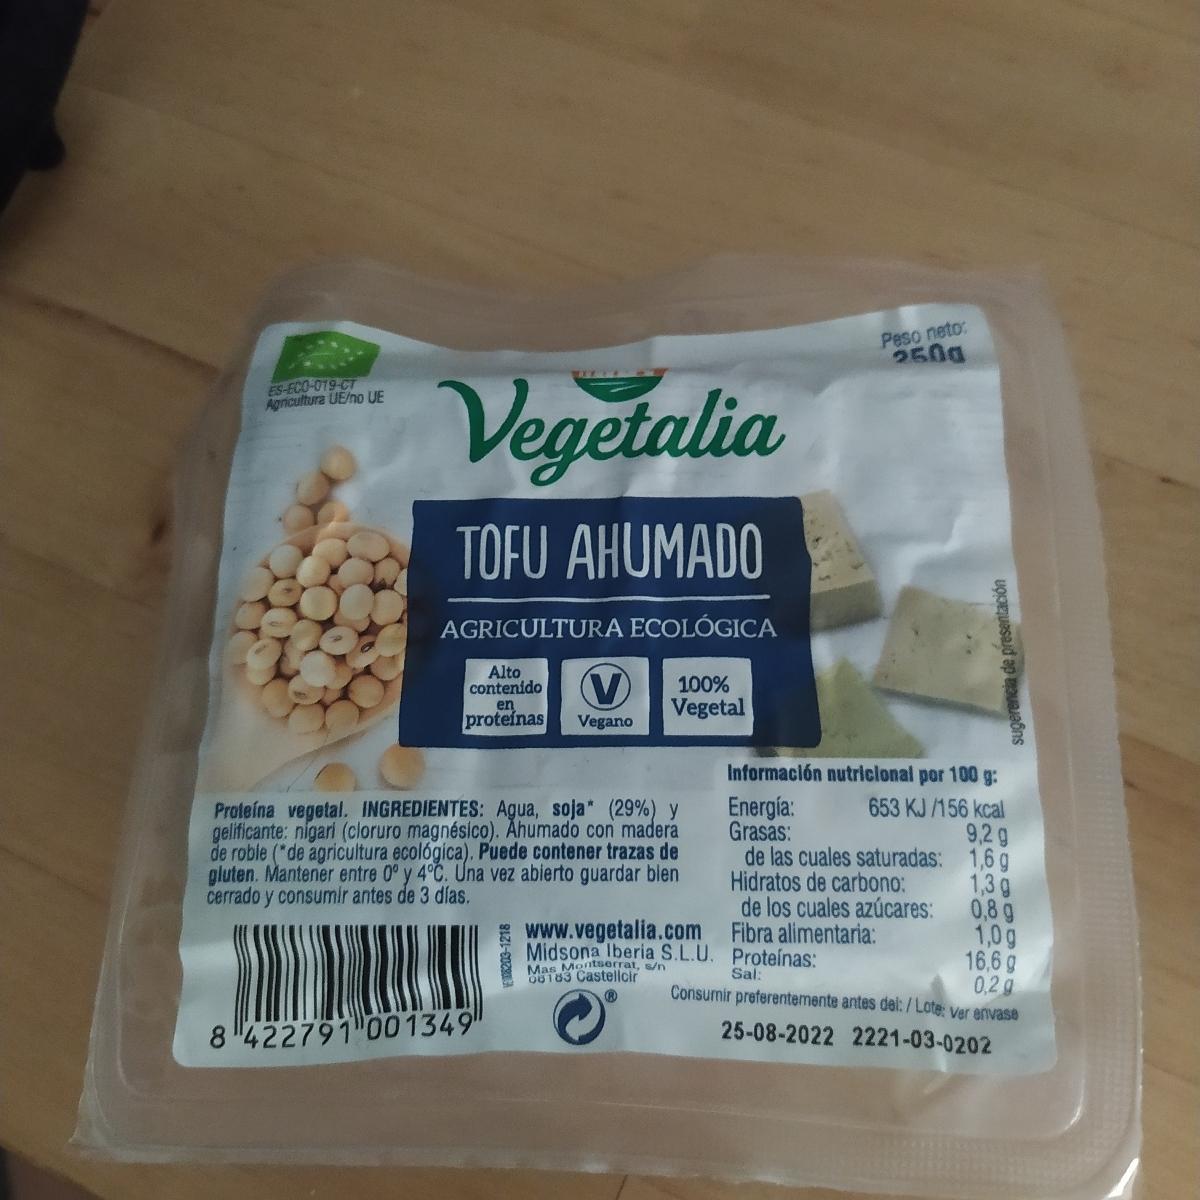 ES-ECO-019-CT
Agricultura UE/no UE
Peso neto:
250g
Vegetalia
TOFU AHUMADO
AGRICULTURA ECOLÓGICA
Alto
contenido
en
proteínas
V
Vegano
100%
Vegetal
sugerencia de presentación
Proteína vegetal. INGREDIENTES: Agua, soja* (29%) y
gelificante: nigari (cloruro magnésico). Ahumado con madera
de roble (*de agricultura ecológica). Puede contener trazas de
gluten. Mantener entre 0º y 4ºC. Una vez abierto guardar bien
cerrado y consumir antes de 3 días.
Información nutricional por 100 g:
Energía: 653 KJ /156 kcal
Grasas: 9,2 g
de las cuales saturadas: 1,6 g
Hidratos de carbono: 1,3 g
de los cuales azúcares: 0,8 g
Fibra alimentaria: 1,0 g
Proteínas: 16,6 g
Sal: 0,2 g
Consumir preferentemente antes del: / Lote: Ver envase
25-08-2022 2221-03-0202
www.vegetalia.com
Midsona Iberia S.L.U.
Mas Montserrat, s/n
08183 Castellcir
®
8 422791 001349